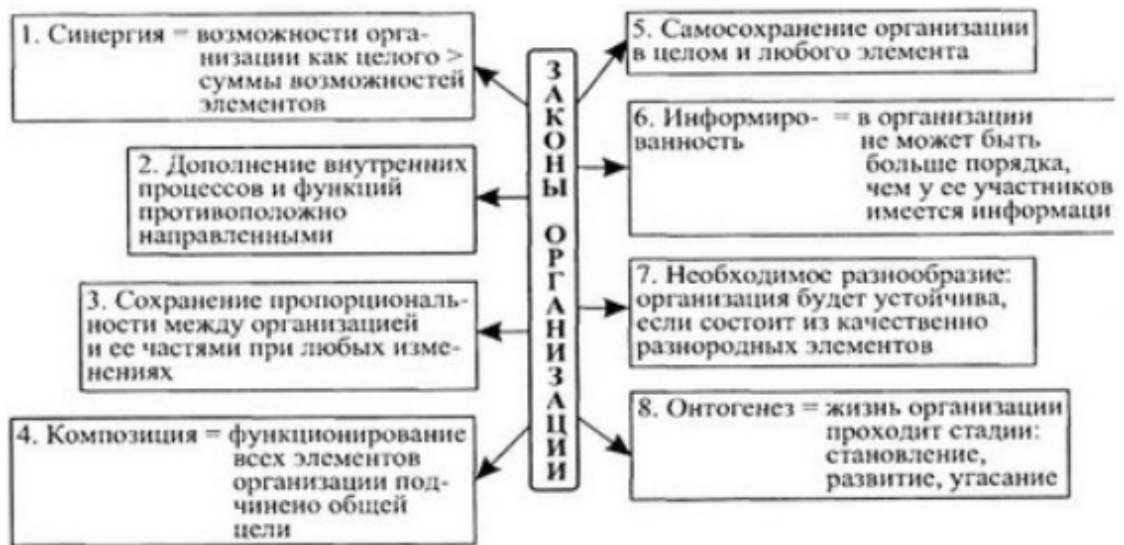 1. Синергия = возможности орга-
низации как целого >
суммы возможностей
элементов
2. Дополнение внутренних
процессов и функций
противоположно
направленными
3. Сохранение пропорциональ-
ности между организацией
и ее частями при любых изме-
нениях
4. Композиция = функционирование
всех элементов
организации под-
чинено общей
цели
ЗАКОНЫ ОРГАНИЗАЦИИ
5. Самосохранение организации
в целом и любого элемента
6. Информиро- = в организации
ванность не может быть
больше порядка,
чем у ее участников
имеется информаци
7. Необходимое разнообразие:
организация будет устойчива,
если состоит из качественно
разнородных элементов
8. Онтогенез = жизнь организации
проходит стадии:
становление,
развитие, угасание